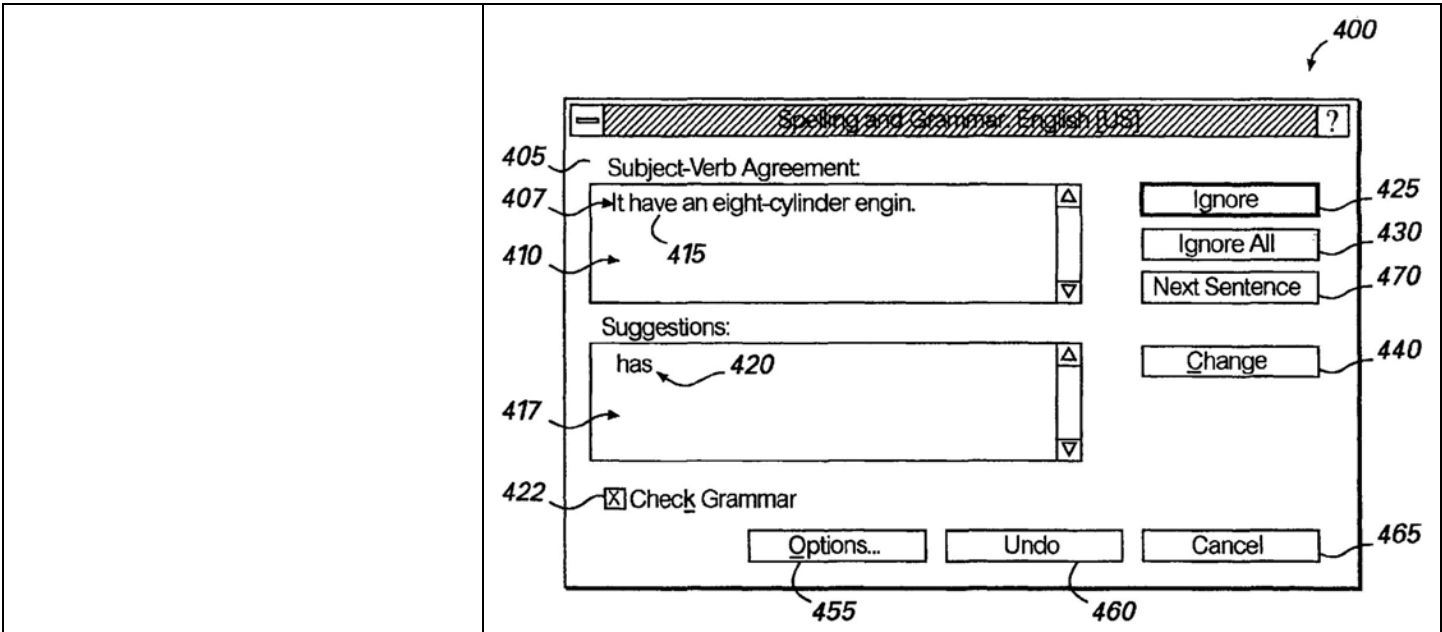 400
Spelling and Grammar: English [US] ?
405 Subject-Verb Agreement:
407 It have an eight-cylinder engin. Ignore 425
415
410 Ignore All 430
Next Sentence 470
Suggestions:
has 420 Change 440
417
422 X Check Grammar
Options... Undo Cancel 465
455 460